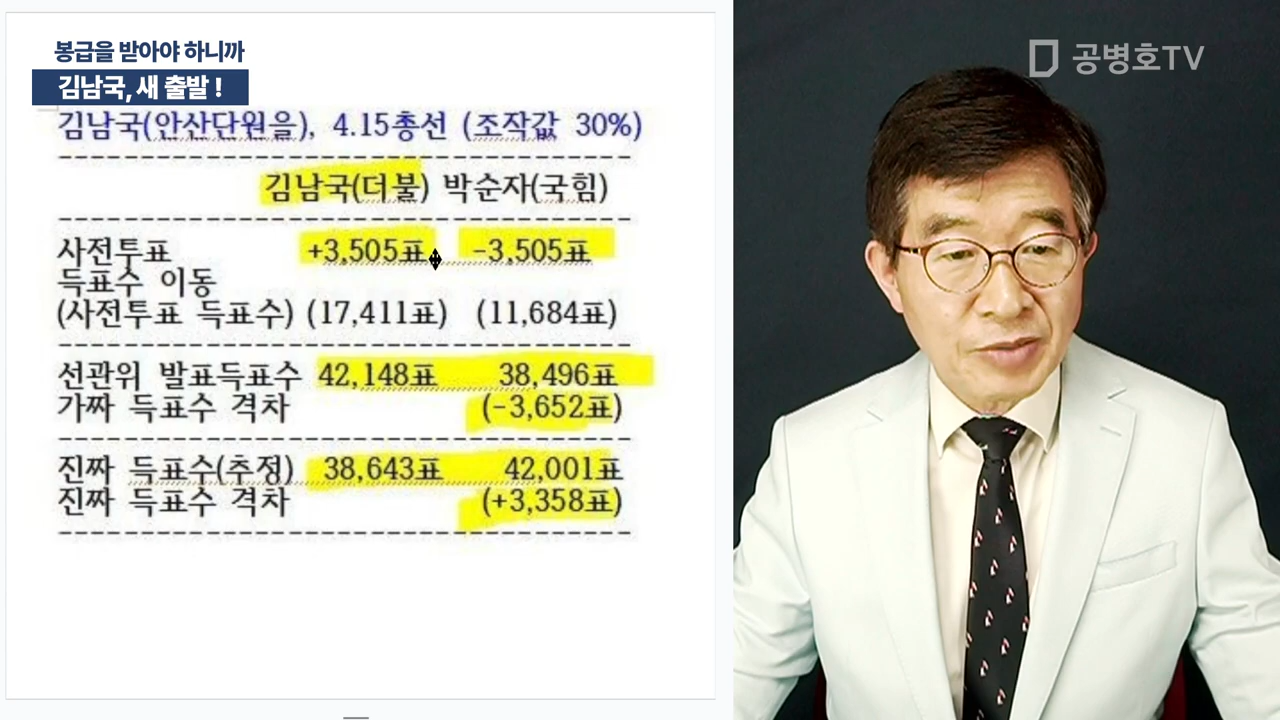 봉급을 받아야 하니까
김남국, 새 출발 !
공병호TV
김남국(안산단원을), 4.15총선 (조작값 30%)
김남국(더불) 박순자(국힘)
사전투표 +3,505표 -3,505표
득표수 이동
(사전투표 득표수) (17,411표) (11,684표)
선관위 발표득표수 42,148표 38,496표
가짜 득표수 격차 (-3,652표)
진짜 득표수(추정) 38,643표 42,001표
진짜 득표수 격차 (+3,358표)